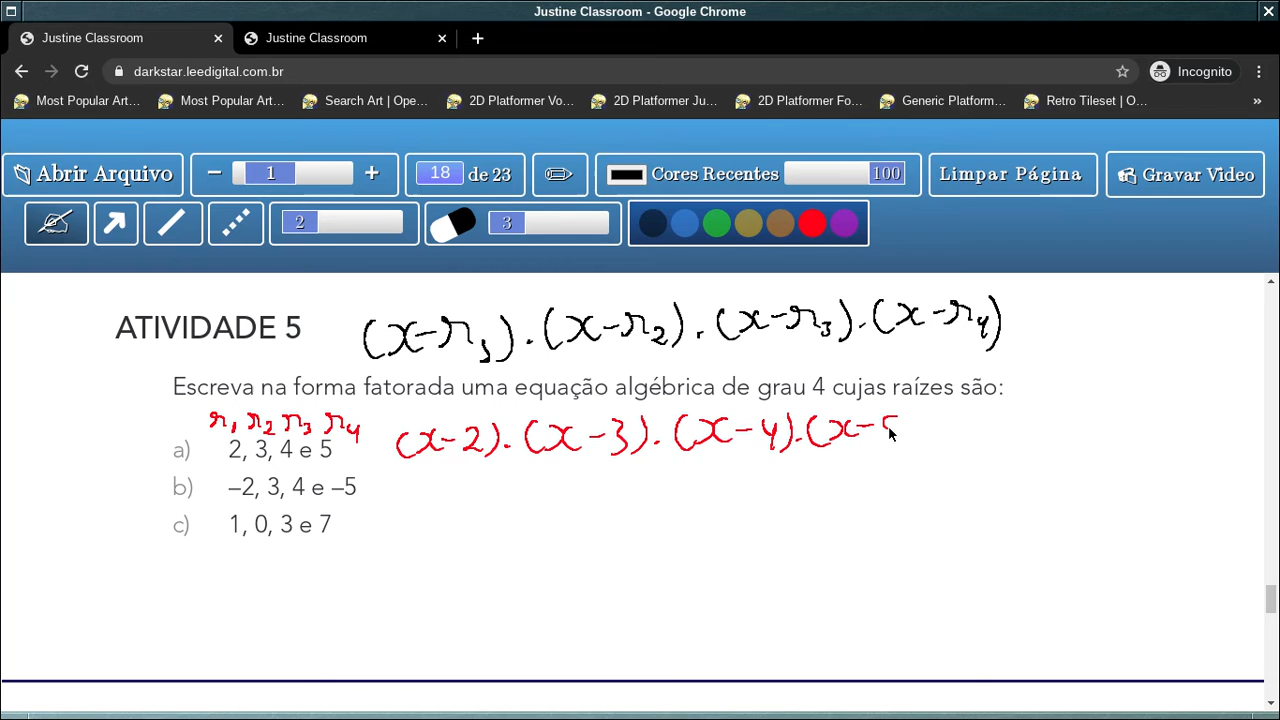 Justine Classroom - Google Chrome
Justine Classroom
Justine Classroom
darkstar.leedigital.com.br
Incognito
Most Popular Art...
Most Popular Art...
Search Art | Ope...
2D Platformer Vo...
2D Platformer Ju...
2D Platformer Fo...
Generic Platform...
Retro Tileset | O...
Abrir Arquivo
− 1 +
18 de 23
Cores Recentes 100
Limpar Página
Gravar Video
2
3
ATIVIDADE 5
(x-r₁).(x-r₂).(x-r₃).(x-r₄)
Escreva na forma fatorada uma equação algébrica de grau 4 cujas raízes são:
r₁ r₂ r₃ r₄
a) 2, 3, 4 e 5
(x-2).(x-3).(x-4).(x-5
b) –2, 3, 4 e –5
c) 1, 0, 3 e 7